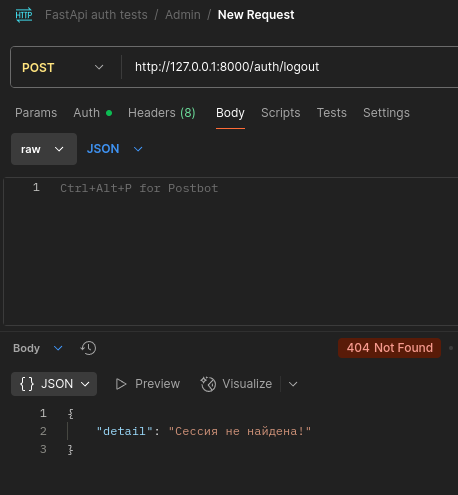 HTTP FastApi auth tests / Admin / New Request
POST http://127.0.0.1:8000/auth/logout
Params Auth Headers (8) Body Scripts Tests Settings
raw JSON
1 Ctrl+Alt+P for Postbot
Body 404 Not Found
{} JSON Preview Visualize
1 {
2 "detail": "Сессия не найдена!"
3 }